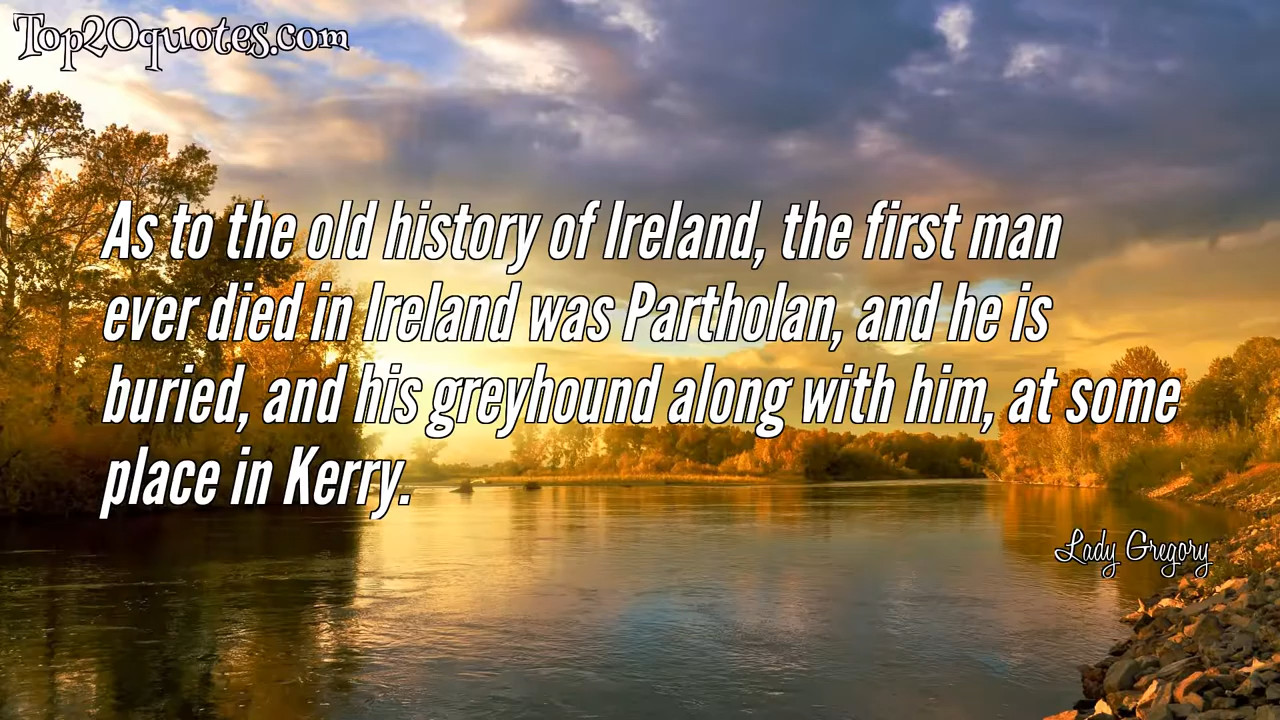 Top20quotes.com
As to the old history of Ireland, the first man
ever died in Ireland was Partholan, and he is
buried, and his greyhound along with him, at some
place in Kerry.
Lady Gregory